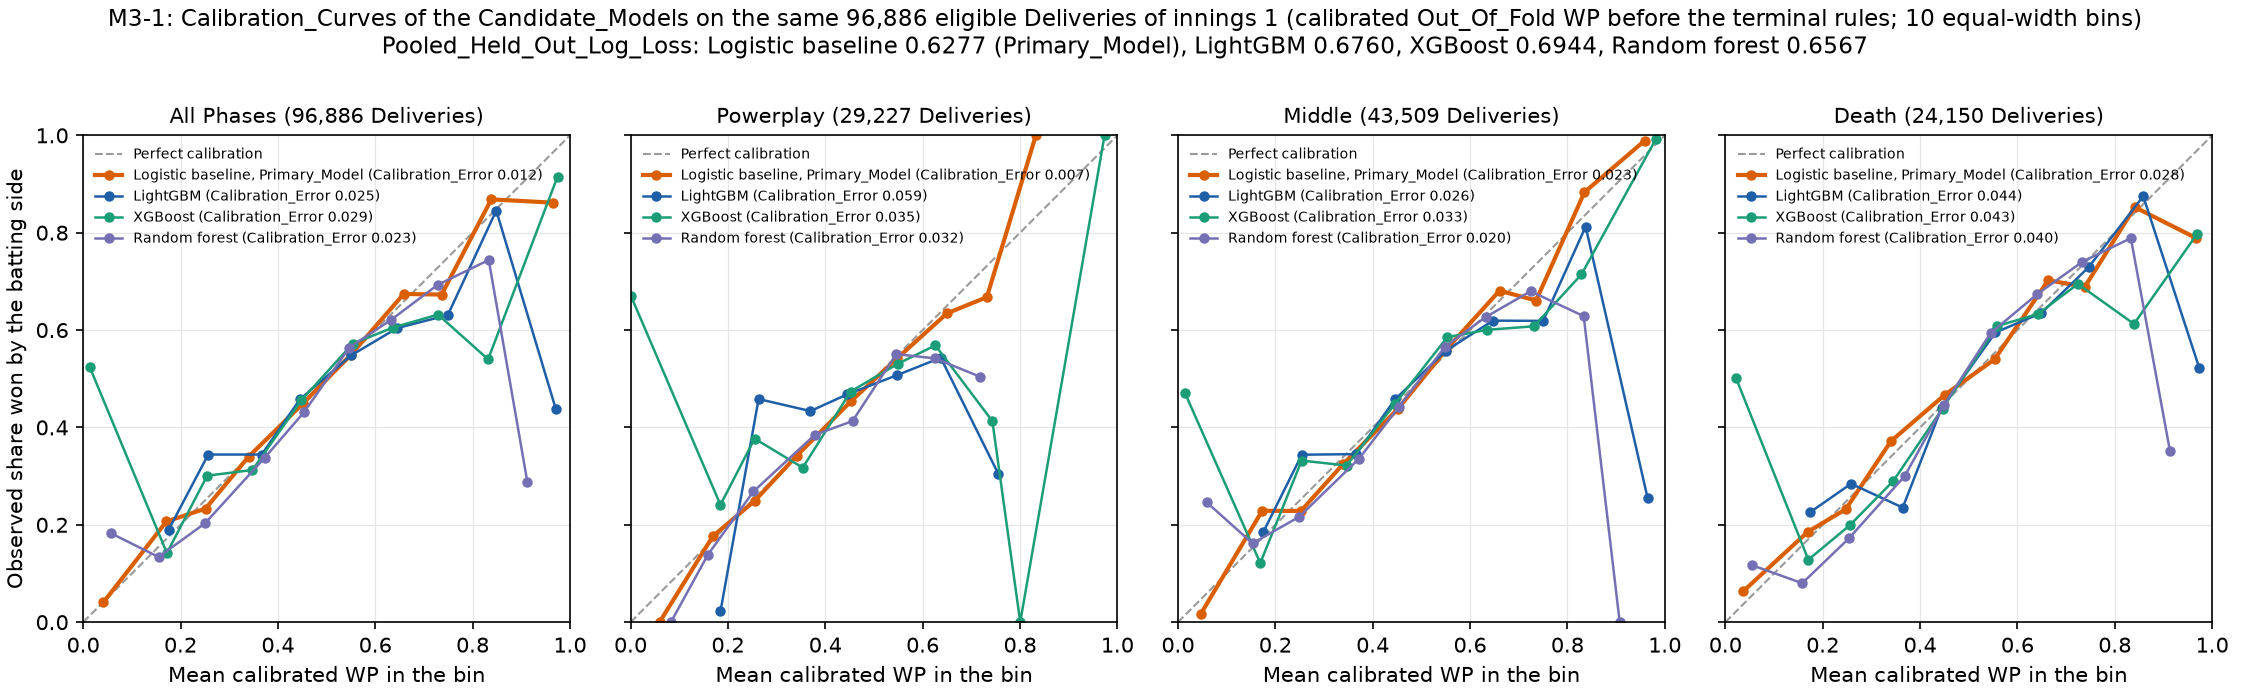 M3-1: Calibration_Curves of the Candidate_Models on the same 96,886 eligible Deliveries of innings 1 (calibrated Out_Of_Fold WP before the terminal rules; 10 equal-width bins)
Pooled_Held_Out_Log_Loss: Logistic baseline 0.6277 (Primary_Model), LightGBM 0.6760, XGBoost 0.6944, Random forest 0.6567
All Phases (96,886 Deliveries)
Perfect calibration
Logistic baseline, Primary_Model (Calibration_Error 0.012)
LightGBM (Calibration_Error 0.025)
XGBoost (Calibration_Error 0.029)
Random forest (Calibration_Error 0.023)
Observed share won by the batting side
1.0
0.8
0.6
0.4
0.2
0.0
0.0 0.2 0.4 0.6 0.8 1.0
Mean calibrated WP in the bin
Powerplay (29,227 Deliveries)
Perfect calibration
Logistic baseline, Primary_Model (Calibration_Error 0.007)
LightGBM (Calibration_Error 0.059)
XGBoost (Calibration_Error 0.035)
Random forest (Calibration_Error 0.032)
0.0 0.2 0.4 0.6 0.8 1.0
Mean calibrated WP in the bin
Middle (43,509 Deliveries)
Perfect calibration
Logistic baseline, Primary_Model (Calibration_Error 0.023)
LightGBM (Calibration_Error 0.026)
XGBoost (Calibration_Error 0.033)
Random forest (Calibration_Error 0.020)
0.0 0.2 0.4 0.6 0.8 1.0
Mean calibrated WP in the bin
Death (24,150 Deliveries)
Perfect calibration
Logistic baseline, Primary_Model (Calibration_Error 0.028)
LightGBM (Calibration_Error 0.044)
XGBoost (Calibration_Error 0.043)
Random forest (Calibration_Error 0.040)
0.0 0.2 0.4 0.6 0.8 1.0
Mean calibrated WP in the bin